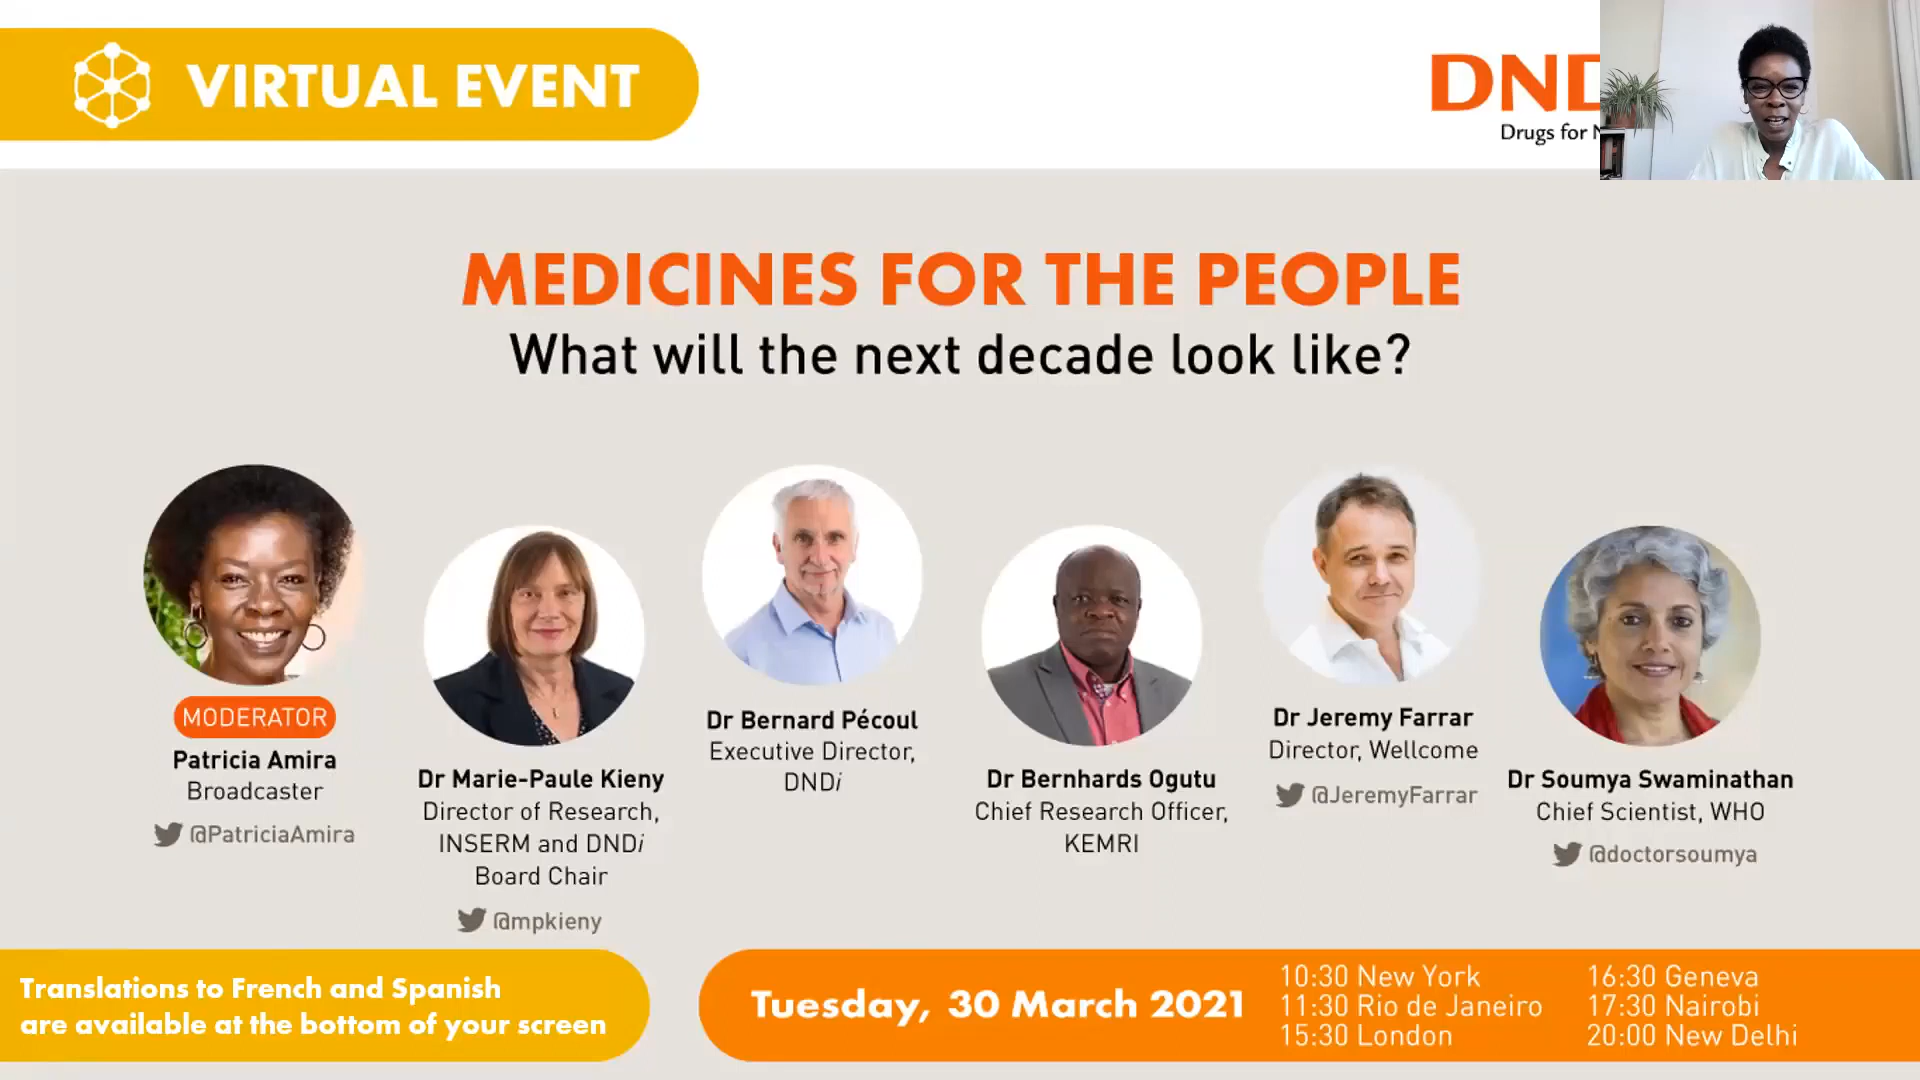 VIRTUAL EVENT
DND
Drugs for N
MEDICINES FOR THE PEOPLE
What will the next decade look like?
MODERATOR
Patricia Amira
Broadcaster
@PatriciaAmira
Dr Marie-Paule Kieny
Director of Research,
INSERM and DNDi
Board Chair
@mpkieny
Dr Bernard Pécoul
Executive Director,
DNDi
Dr Bernhards Ogutu
Chief Research Officer,
KEMRI
Dr Jeremy Farrar
Director, Wellcome
@JeremyFarrar
Dr Soumya Swaminathan
Chief Scientist, WHO
@doctorsoumya
Translations to French and Spanish
are available at the bottom of your screen
Tuesday, 30 March 2021
10:30 New York
11:30 Rio de Janeiro
15:30 London
16:30 Geneva
17:30 Nairobi
20:00 New Delhi